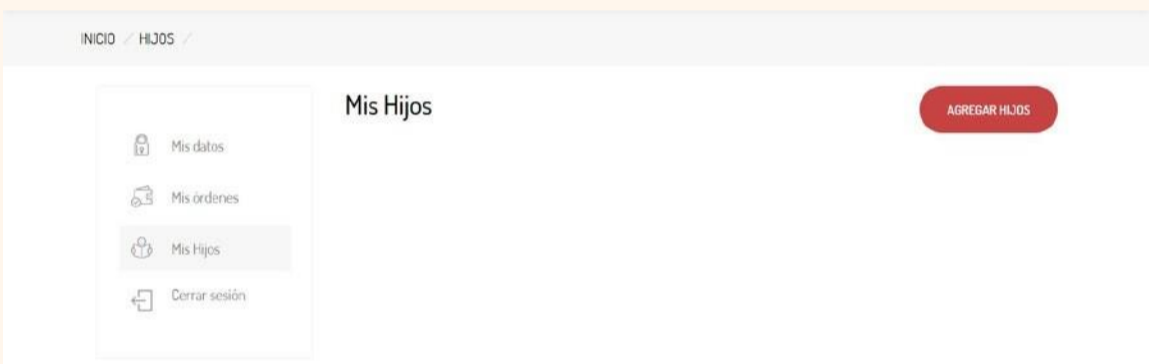 INICIO / HIJOS /
Mis Hijos
AGREGAR HIJOS
Mis datos
Mis órdenes
Mis Hijos
Cerrar sesión